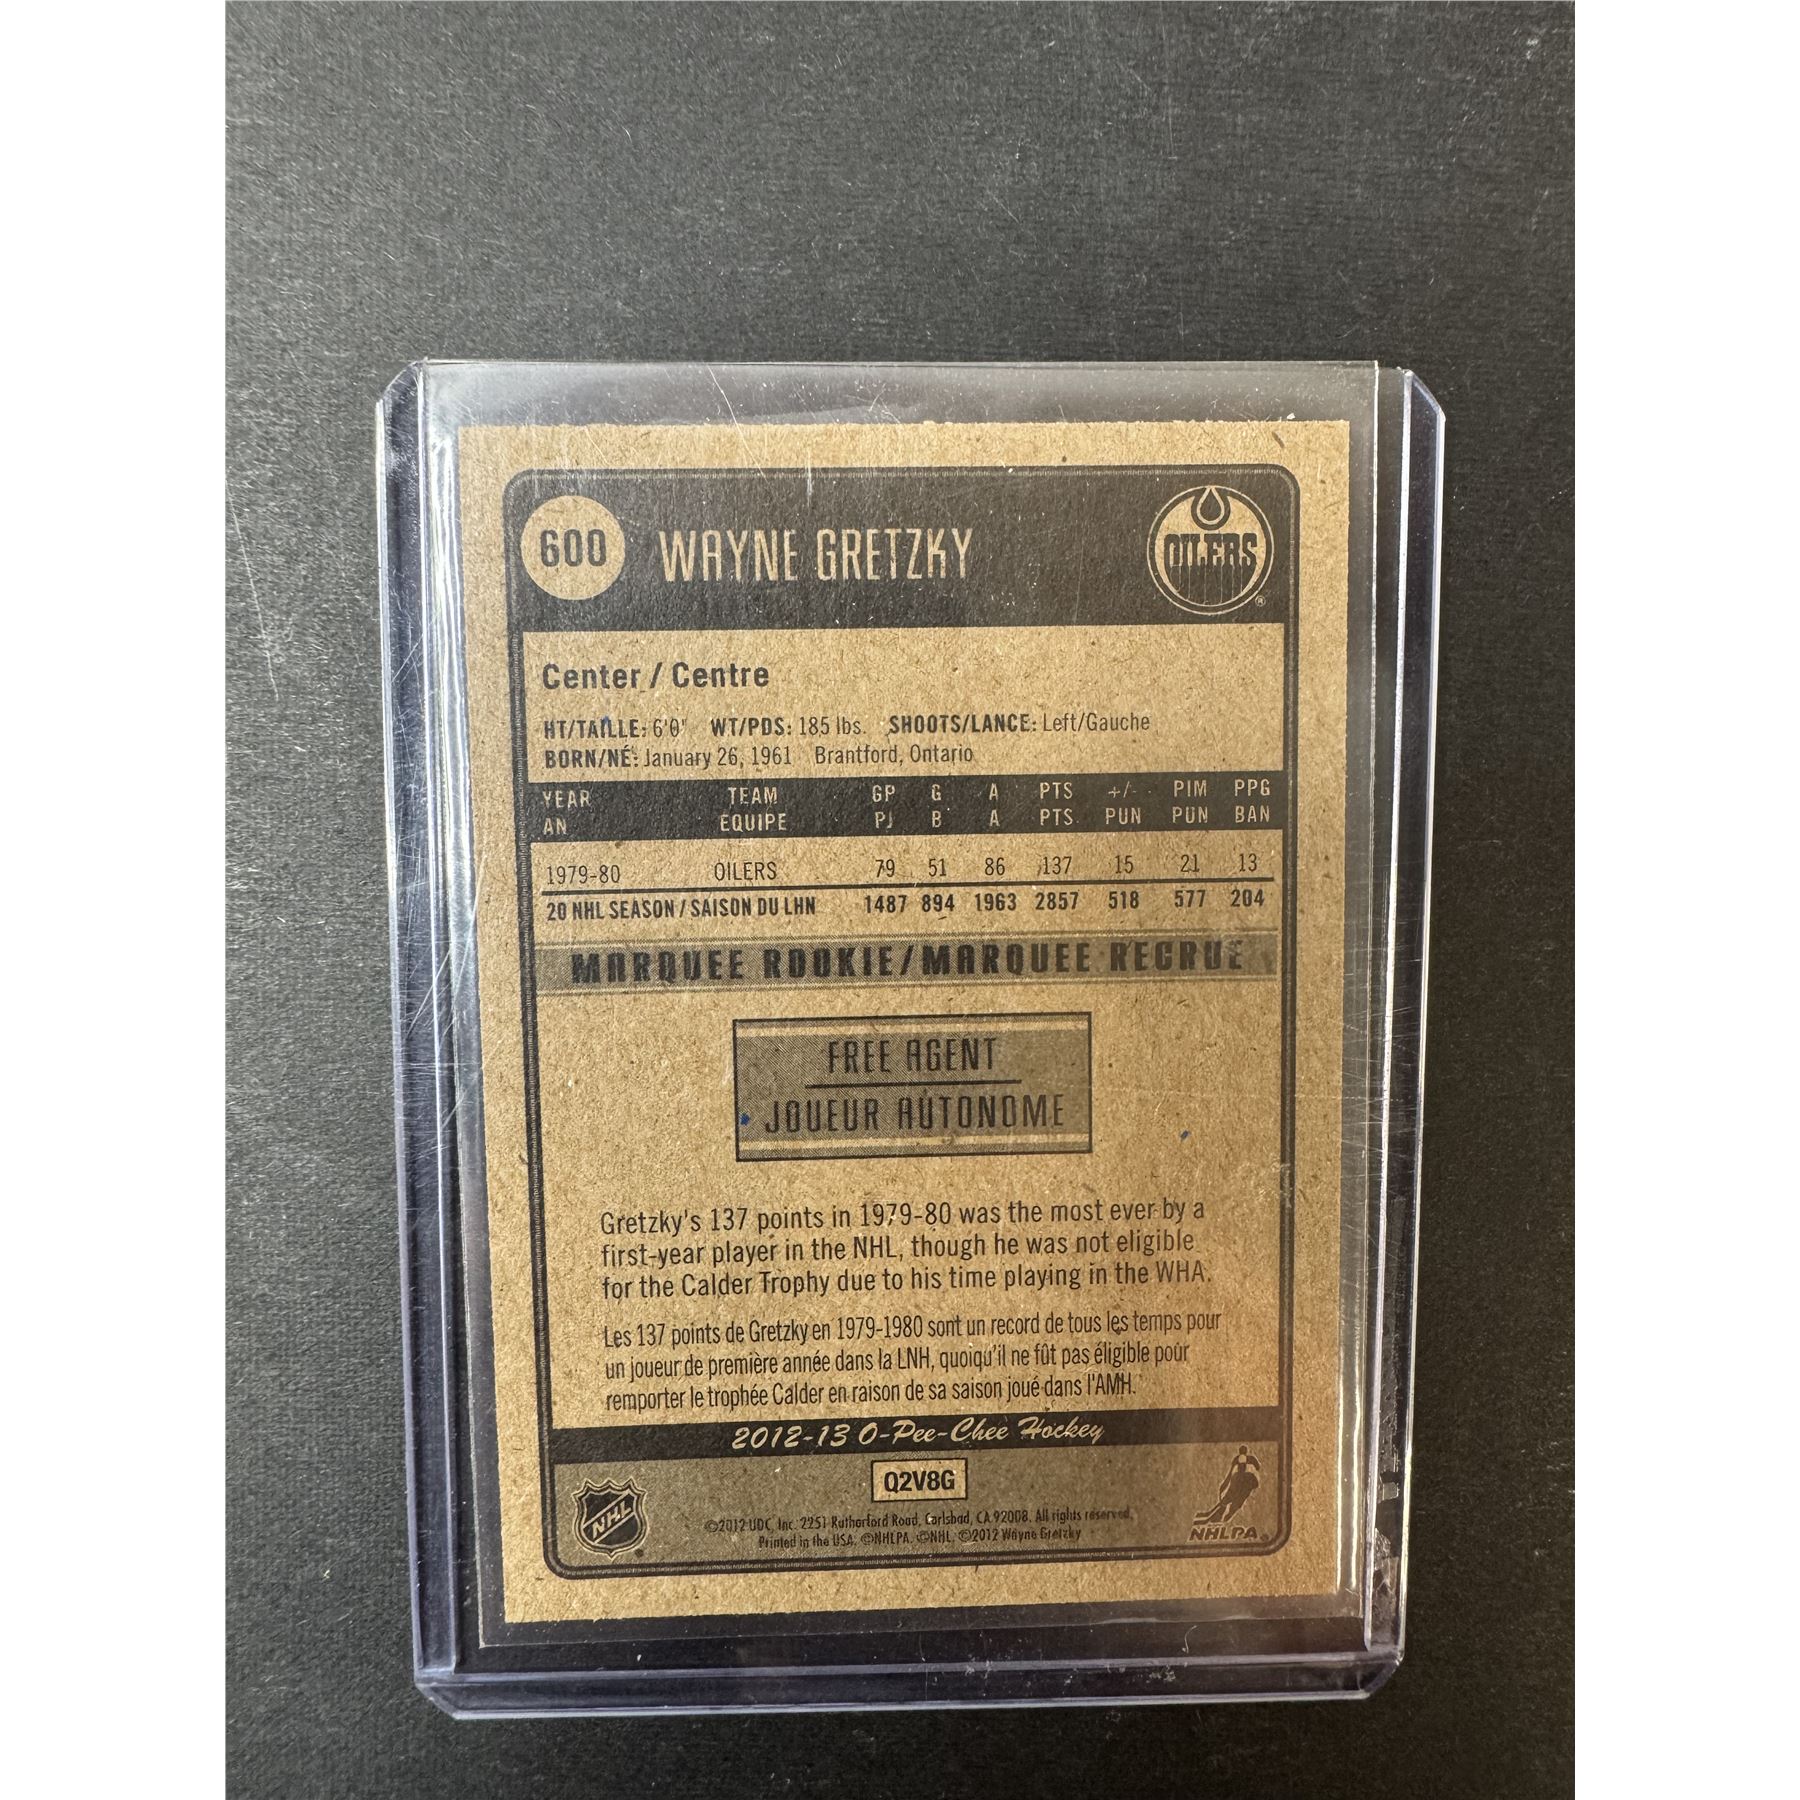 600 WAYNE GRETZKY OILERS
Center / Centre
HT/TAILLE: 6'0" WT/PDS: 185 lbs. SHOOTS/LANCE: Left/Gauche
BORN/NÉ: January 26, 1961 Brantford, Ontario
YEAR TEAM GP G A PTS +/- PIM PPG
AN ÉQUIPE PJ B A PTS PUN PUN BAN
1979-80 OILERS 79 51 86 137 15 21 13
20 NHL SEASON / SAISON DU LHN 1487 894 1963 2857 518 577 204
MARQUEE ROOKIE/MARQUEE RECRUE
FREE AGENT
JOUEUR AUTONOME
Gretzky's 137 points in 1979-80 was the most ever by a
first-year player in the NHL, though he was not eligible
for the Calder Trophy due to his time playing in the WHA.
Les 137 points de Gretzky en 1979-1980 sont un record de tous les temps pour
un joueur de première année dans la LNH, quoiqu'il ne fût pas éligible pour
remporter le trophée Calder en raison de sa saison joué dans l'AMH.
2012-13 O-Pee-Chee Hockey
Q2V8G
©2012 UDC, Inc. 2251 Rutherford Road, Carlsbad, CA 92008. All rights reserved.
Printed in the USA. ©NHLPA. ©NHL. ©2012 Wayne Gretzky
NHL
NHLPA